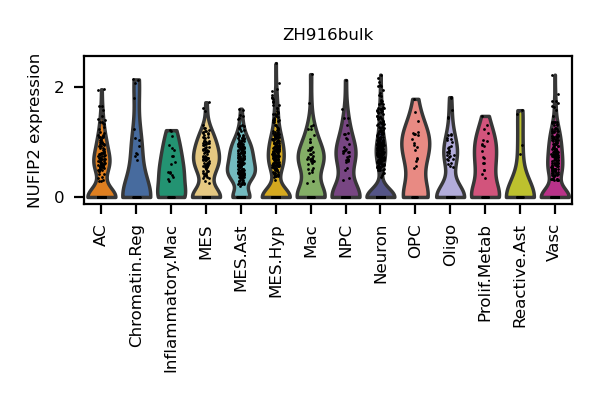 ZH916bulk
NUFIP2 expression
2
0
AC
Chromatin.Reg
Inflammatory.Mac
MES
MES.Ast
MES.Hyp
Mac
NPC
Neuron
OPC
Oligo
Prolif.Metab
Reactive.Ast
Vasc